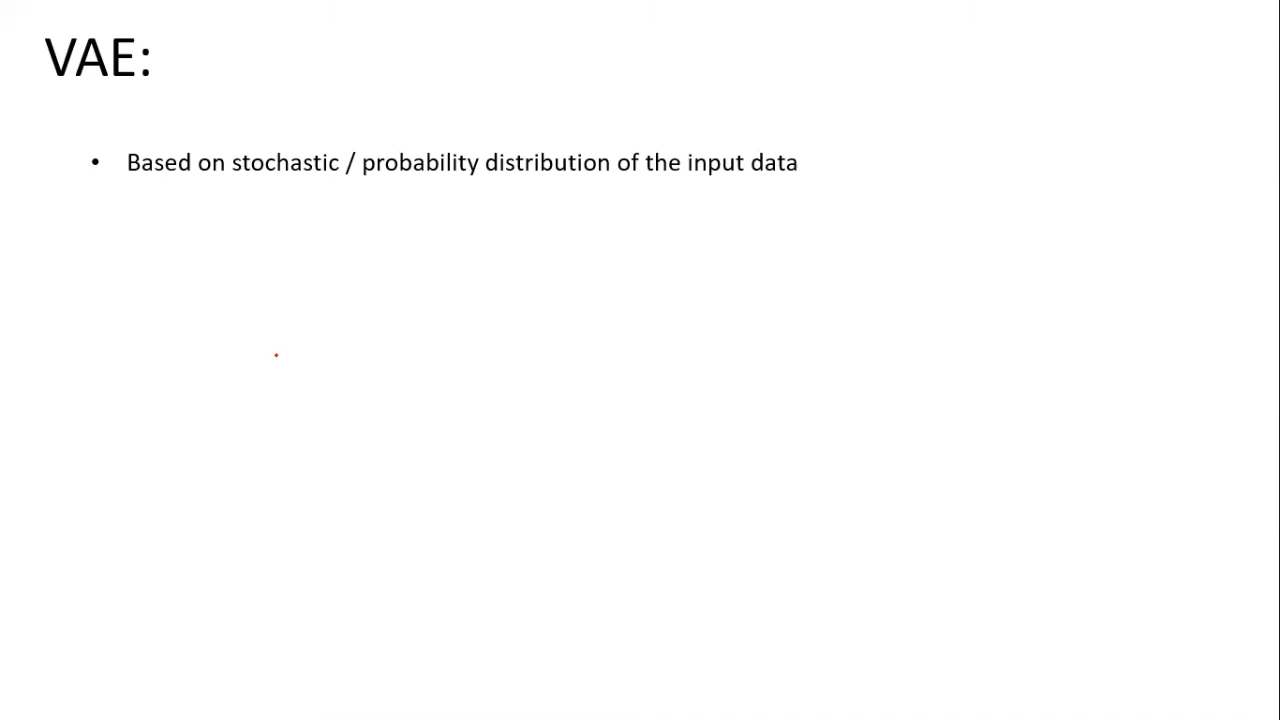 VAE:
• Based on stochastic / probability distribution of the input data